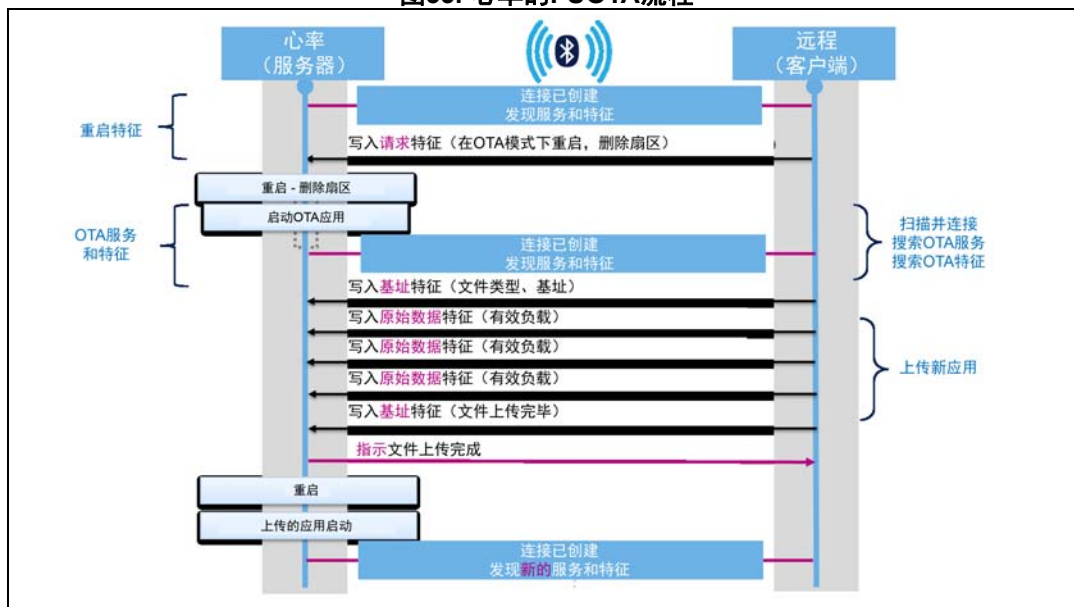 心率
（服务器）
远程
（客户端）
连接已创建
发现服务和特征
重启特征
写入请求特征（在OTA模式下重启，删除扇区）
重启 - 删除扇区
启动OTA应用
OTA服务
和特征
连接已创建
发现服务和特征
扫描并连接
搜索OTA服务
搜索OTA特征
写入基址特征（文件类型、基址）
写入原始数据特征（有效负载）
写入原始数据特征（有效负载）
写入原始数据特征（有效负载）
上传新应用
写入基址特征（文件上传完毕）
指示文件上传完成
重启
上传的应用启动
连接已创建
发现新的服务和特征